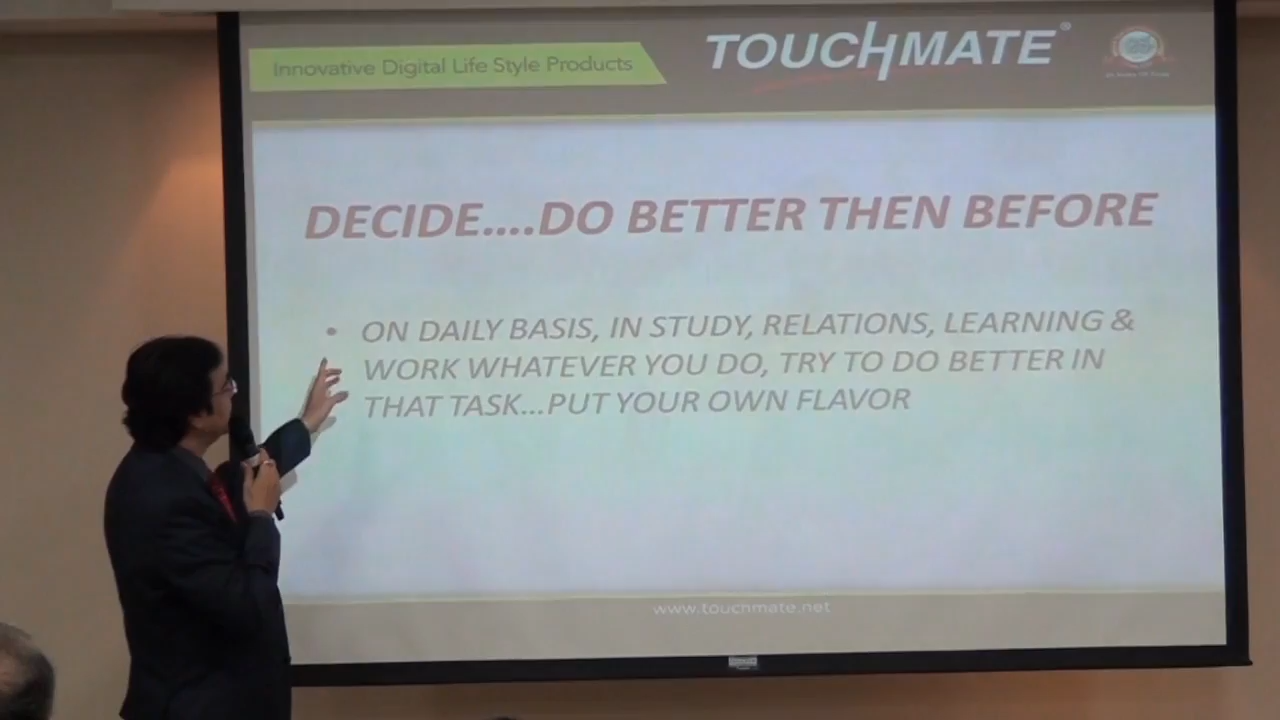 Innovative Digital Life Style Products
TOUCHMATE®
DECIDE....DO BETTER THEN BEFORE
• ON DAILY BASIS, IN STUDY, RELATIONS, LEARNING &
WORK WHATEVER YOU DO, TRY TO DO BETTER IN
THAT TASK...PUT YOUR OWN FLAVOR
www.touchmate.net